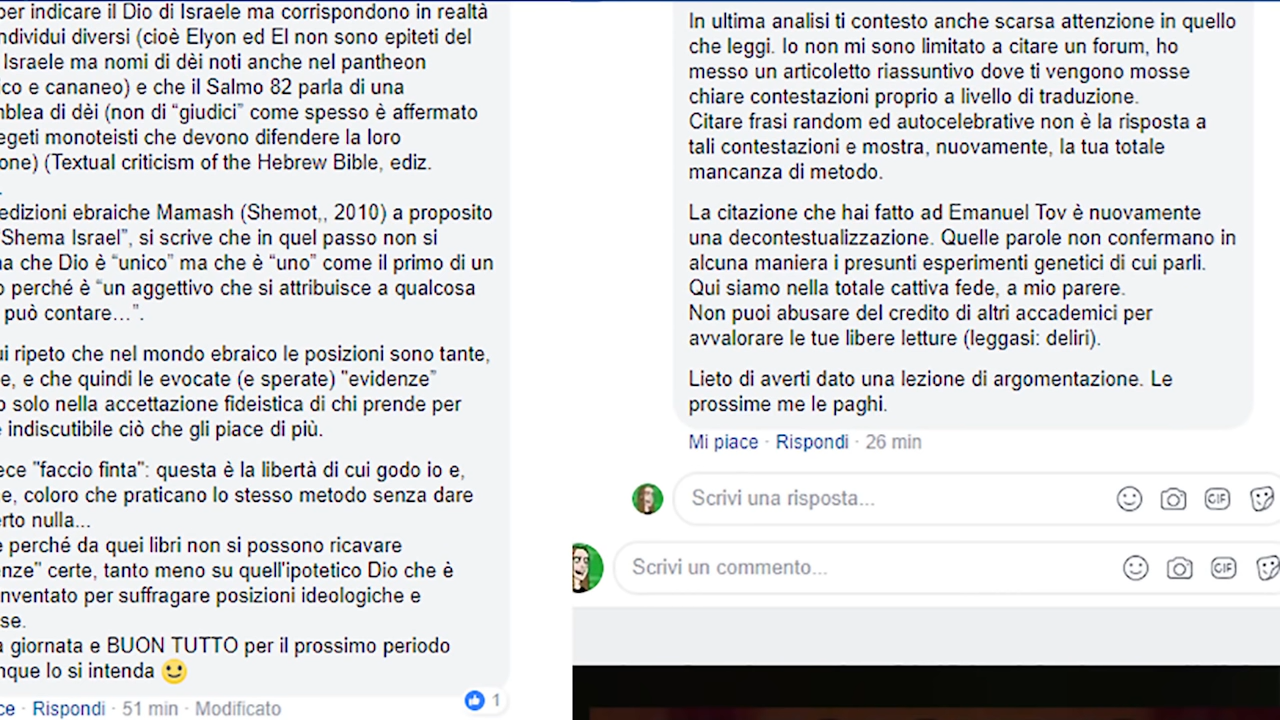 per indicare il Dio di Israele ma corrispondono in realtà
ndividui diversi (cioè Elyon ed El non sono epiteti del
Israele ma nomi di dèi noti anche nel pantheon
ico e cananeo) e che il Salmo 82 parla di una
mblea di dèi (non di “giudici” come spesso è affermato
egeti monoteisti che devono difendere la loro
one) (Textual criticism of the Hebrew Bible, ediz.
edizioni ebraiche Mamash (Shemot,, 2010) a proposito
“Shema Israel”, si scrive che in quel passo non si
na che Dio è “unico” ma che è “uno” come il primo di un
o perché è “un aggettivo che si attribuisce a qualcosa
può contare…”.
ui ripeto che nel mondo ebraico le posizioni sono tante,
e, e che quindi le evocate (e sperate) "evidenze"
o solo nella accettazione fideistica di chi prende per
e indiscutibile ciò che gli piace di più.
ece "faccio finta": questa è la libertà di cui godo io e,
e, coloro che praticano lo stesso metodo senza dare
erto nulla...
e perché da quei libri non si possono ricavare
enze" certe, tanto meno su quell'ipotetico Dio che è
nventato per suffragare posizioni ideologiche e
se.
a giornata e BUON TUTTO per il prossimo periodo
nque lo si intenda 🙂
ce · Rispondi · 51 min · Modificato
1
In ultima analisi ti contesto anche scarsa attenzione in quello
che leggi. Io non mi sono limitato a citare un forum, ho
messo un articoletto riassuntivo dove ti vengono mosse
chiare contestazioni proprio a livello di traduzione.
Citare frasi random ed autocelebrative non è la risposta a
tali contestazioni e mostra, nuovamente, la tua totale
mancanza di metodo.
La citazione che hai fatto ad Emanuel Tov è nuovamente
una decontestualizzazione. Quelle parole non confermano in
alcuna maniera i presunti esperimenti genetici di cui parli.
Qui siamo nella totale cattiva fede, a mio parere.
Non puoi abusare del credito di altri accademici per
avvalorare le tue libere letture (leggasi: deliri).
Lieto di averti dato una lezione di argomentazione. Le
prossime me le paghi.
Mi piace · Rispondi · 26 min
Scrivi una risposta...
GIF
Scrivi un commento...
GIF